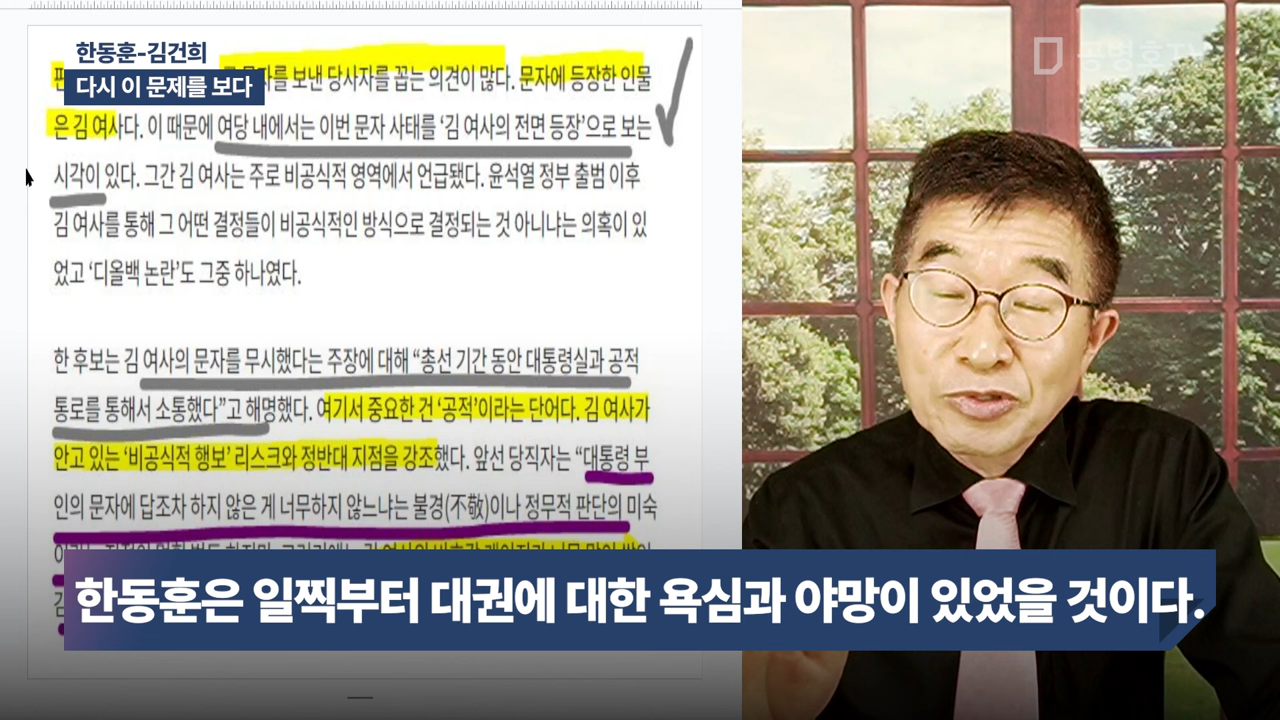 한동훈-김건희
다시 이 문제를 보다
공병호TV
문자를 보낸 당사자를 꼽는 의견이 많다. 문자에 등장한 인물
은 김 여사다. 이 때문에 여당 내에서는 이번 문자 사태를 ‘김 여사의 전면 등장’으로 보는
시각이 있다. 그간 김 여사는 주로 비공식적 영역에서 언급됐다. 윤석열 정부 출범 이후
김 여사를 통해 그 어떤 결정들이 비공식적인 방식으로 결정되는 것 아니냐는 의혹이 있
었고 ‘디올백 논란’도 그중 하나였다.
한 후보는 김 여사의 문자를 무시했다는 주장에 대해 “총선 기간 동안 대통령실과 공적
통로를 통해서 소통했다”고 해명했다. 여기서 중요한 건 ‘공적’이라는 단어다. 김 여사가
안고 있는 ‘비공식적 행보’ 리스크와 정반대 지점을 강조했다. 앞선 당직자는 “대통령 부
인의 문자에 답조차 하지 않은 게 너무하지 않느냐는 불경(不敬)이나 정무적 판단의 미숙
한동훈은 일찍부터 대권에 대한 욕심과 야망이 있었을 것이다.